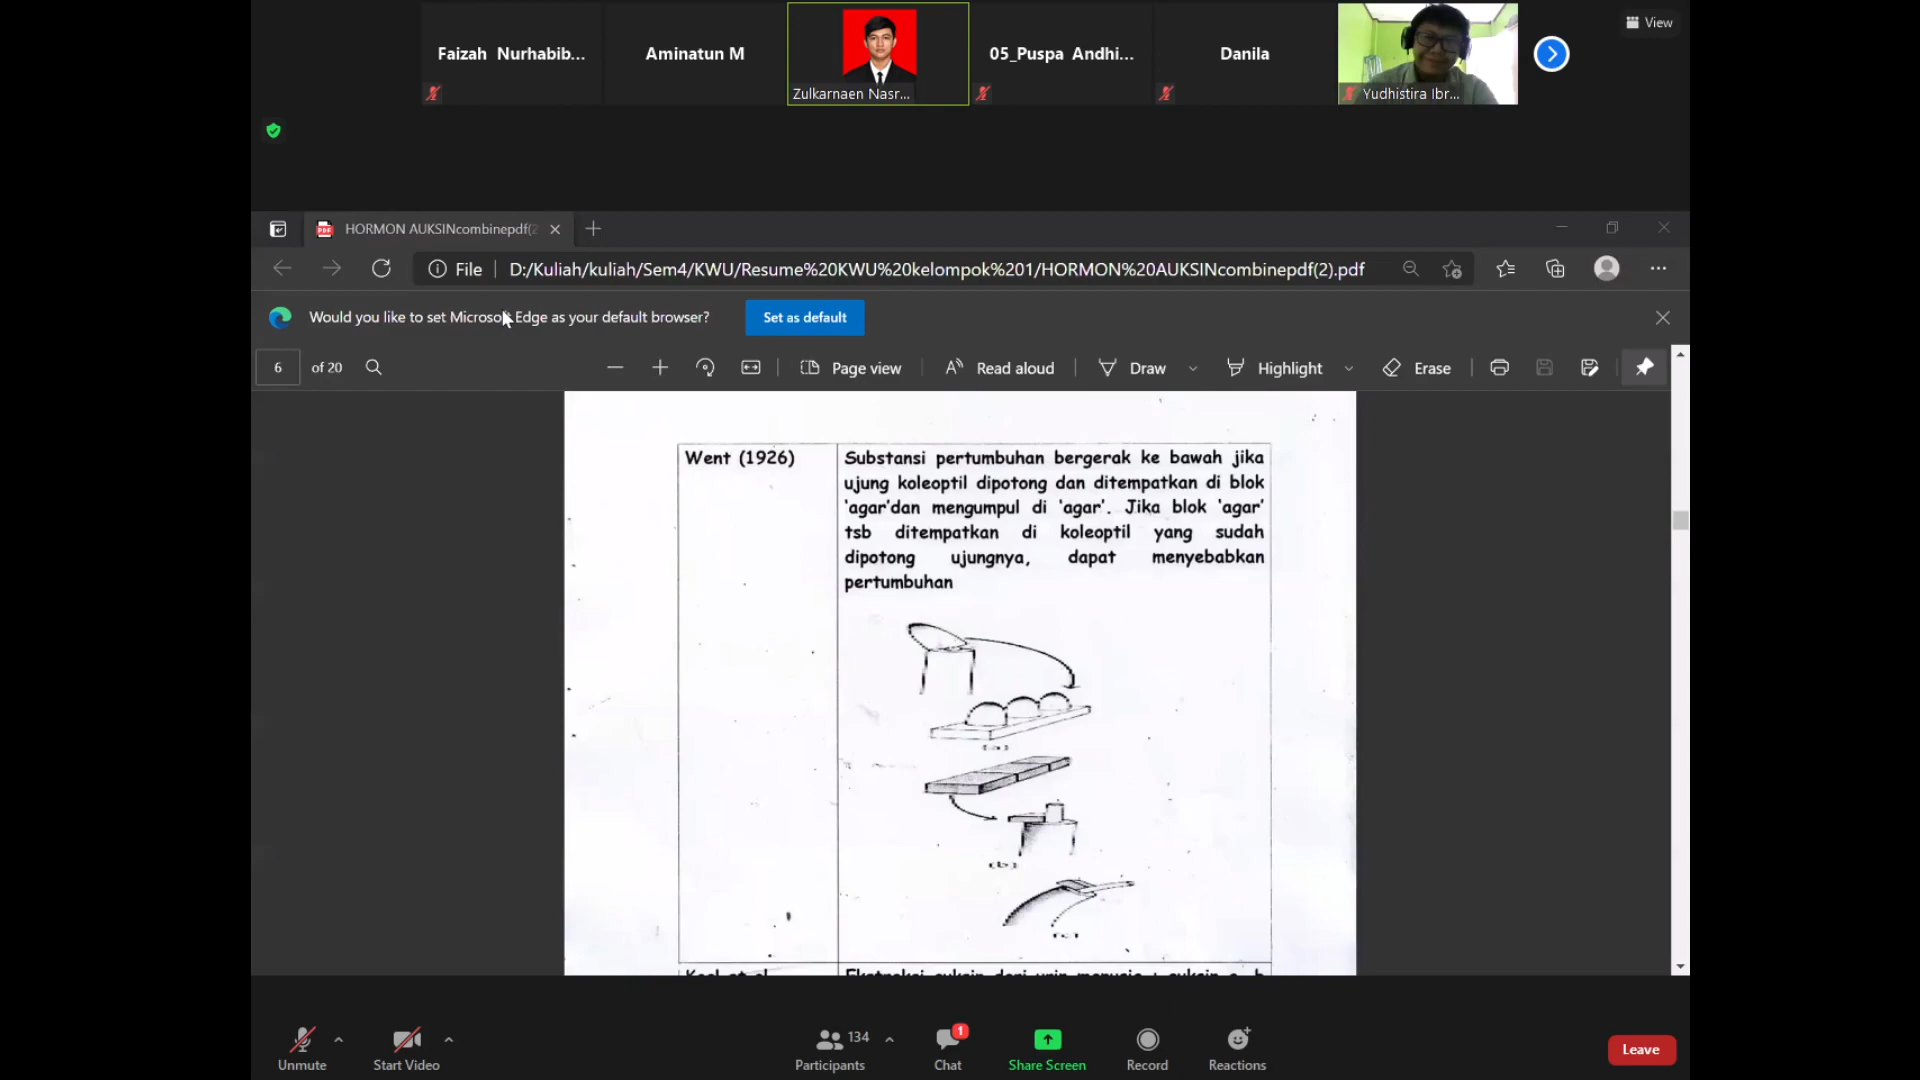 Faizah Nurhabib...
Aminatun M
Zulkarnaen Nasr...
05_Puspa Andhi...
Danila
Yudhistira Ibr...
View
HORMON AUKSINcombinepdf(2
File
D:/Kuliah/kuliah/Sem4/KWU/Resume%20KWU%20kelompok%201/HORMON%20AUKSINcombinepdf(2).pdf
Would you like to set Microsoft Edge as your default browser?
Set as default
6 of 20
Page view
Read aloud
Draw
Highlight
Erase
Went (1926)
Substansi pertumbuhan bergerak ke bawah jika
ujung koleoptil dipotong dan ditempatkan di blok
'agar'dan mengumpul di 'agar'. Jika blok 'agar'
tsb ditempatkan di koleoptil yang sudah
dipotong ujungnya, dapat menyebabkan
pertumbuhan
(a)
(b)
(c)
Unmute
Start Video
134
Participants
1
Chat
Share Screen
Record
Reactions
Leave